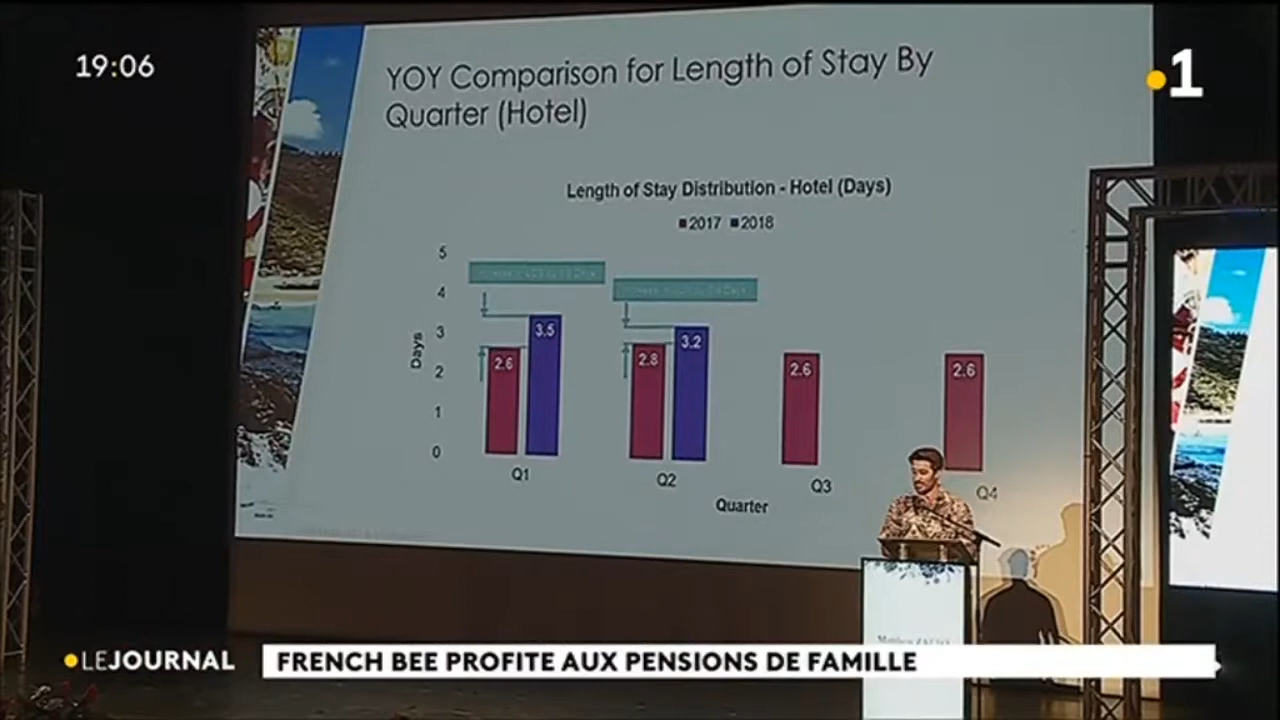 19:06
1
YOY Comparison for Length of Stay By
Quarter (Hotel)
Length of Stay Distribution - Hotel (Days)
2017 2018
5
4
3
2
1
0
Days
2.6
3.5
2.8
3.2
2.6
2.6
Q1
Q2
Q3
Q4
Quarter
LEJOURNAL
FRENCH BEE PROFITE AUX PENSIONS DE FAMILLE